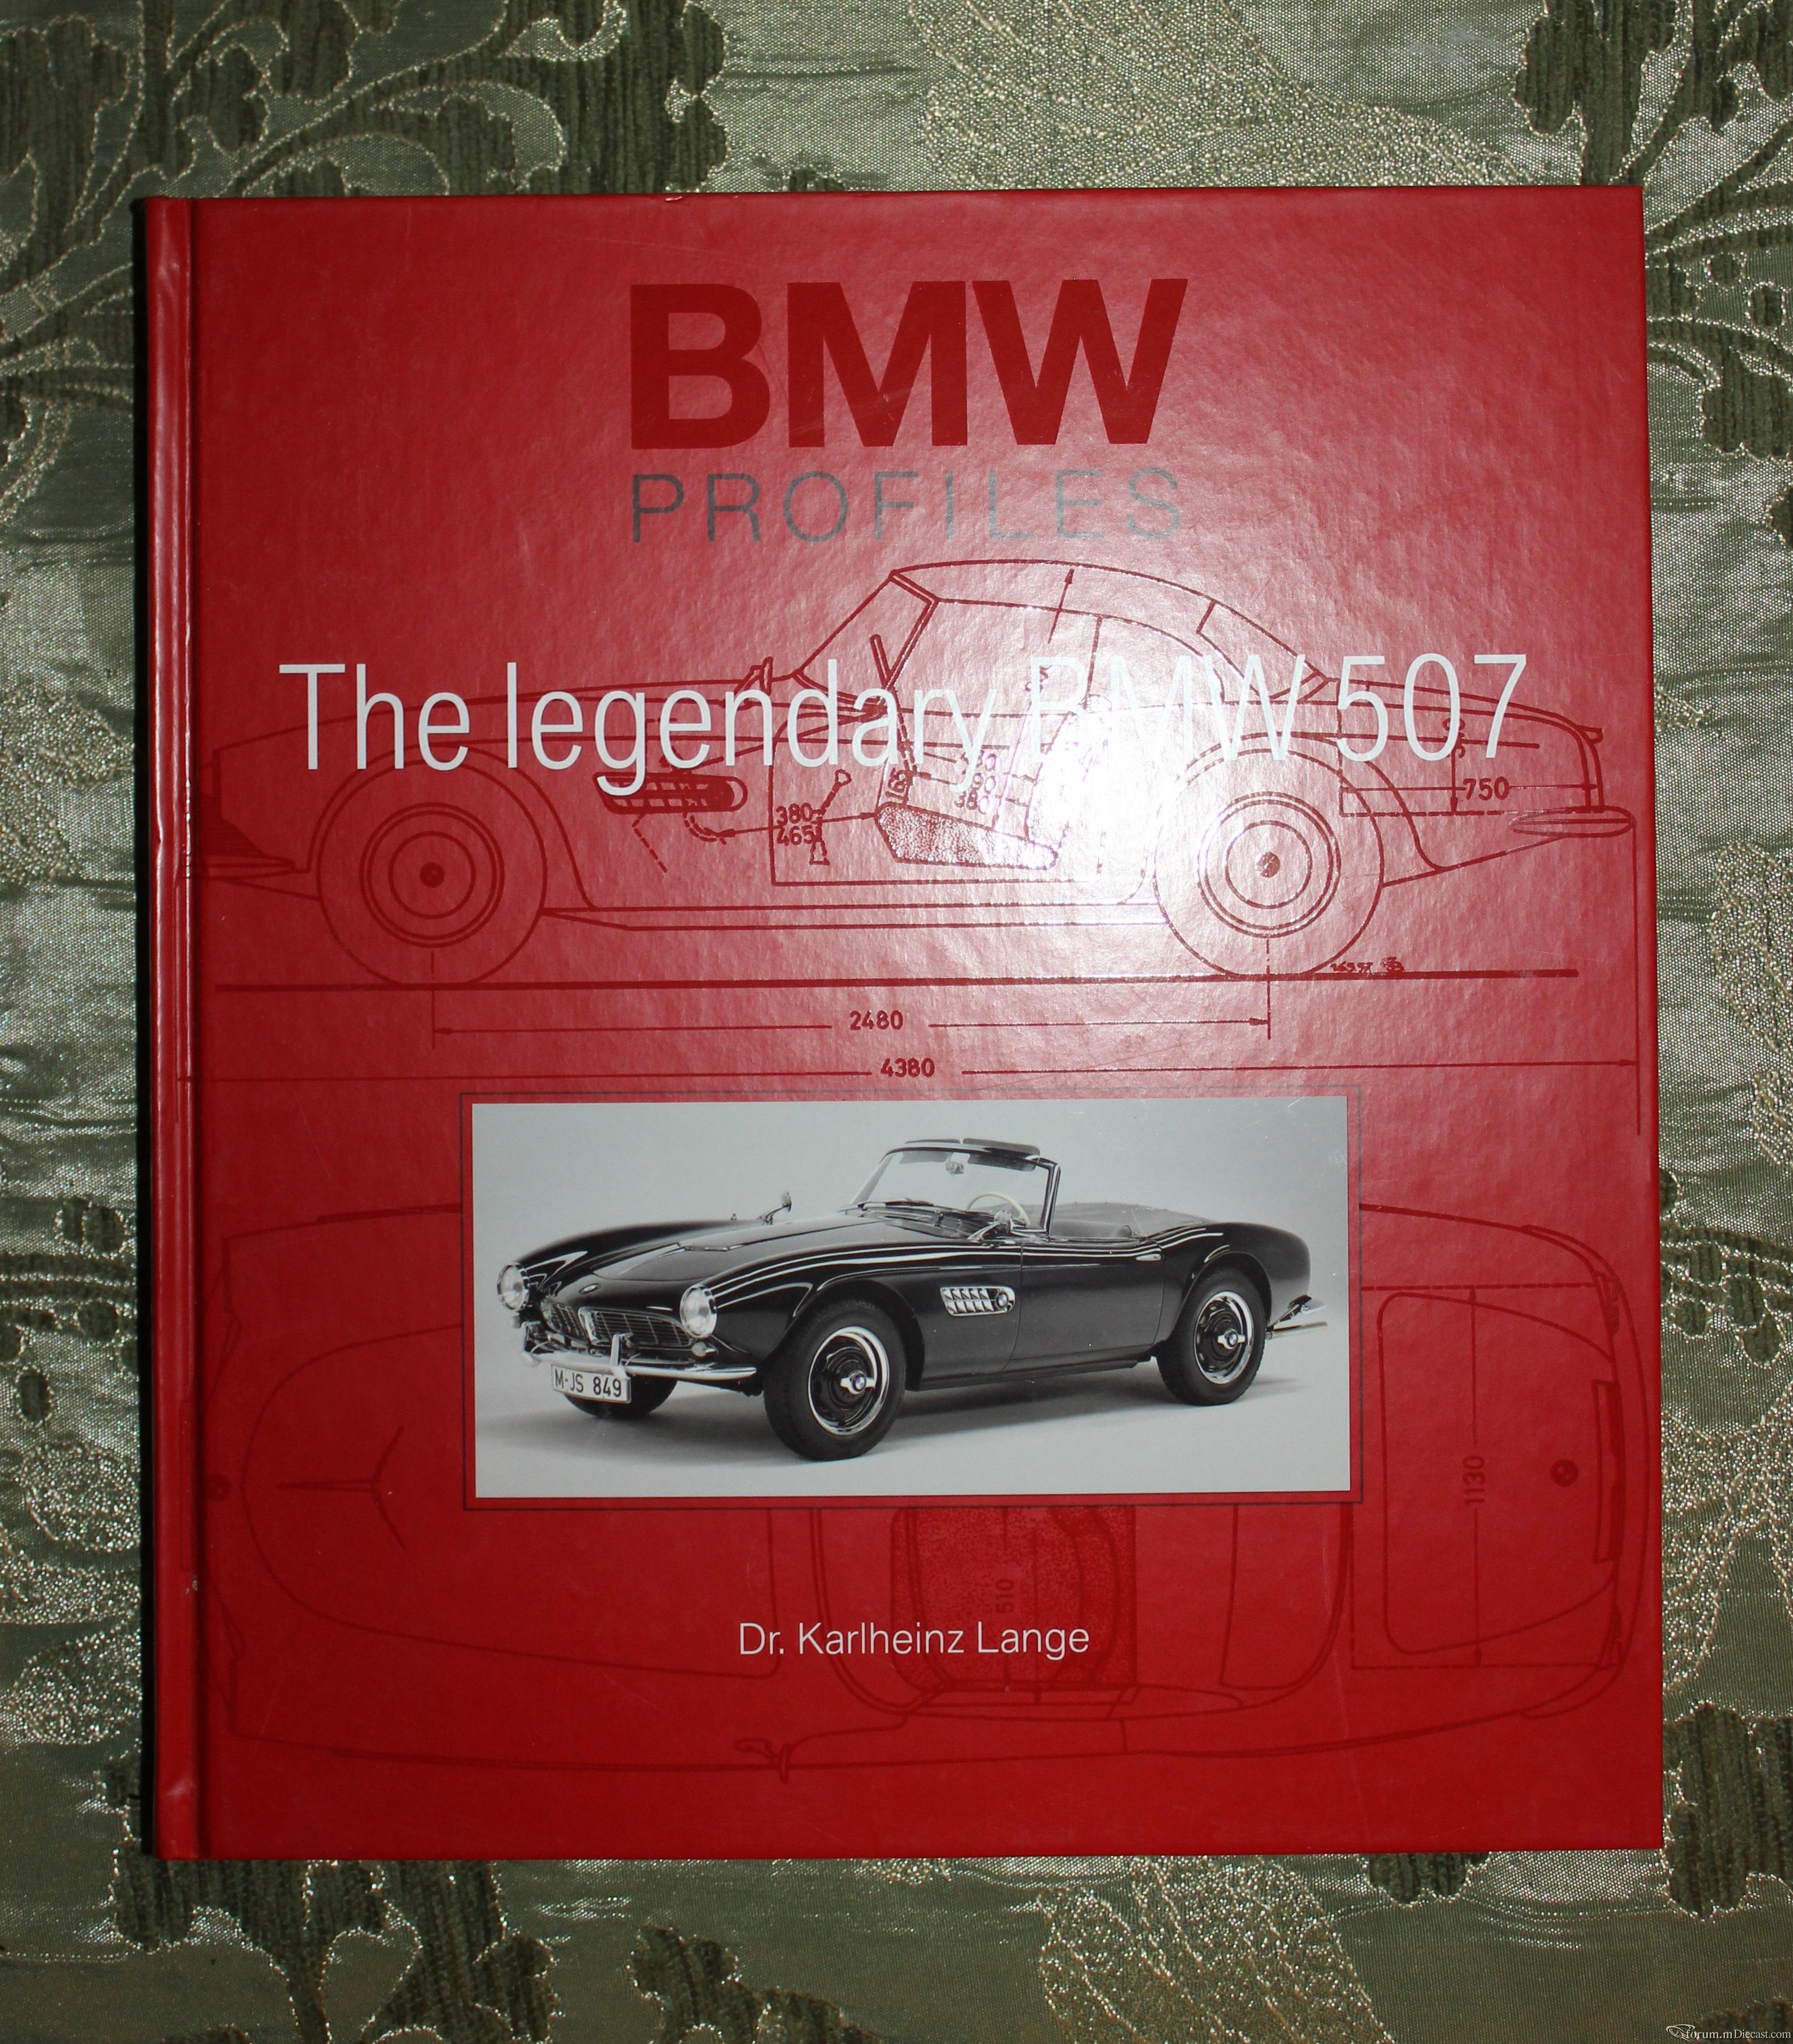 BMW
PROFILES
The legendary BMW 507
750
380
465
380
2480
4380
M-JS 849
1130
510
Dr. Karlheinz Lange
forum.mDiecast.com